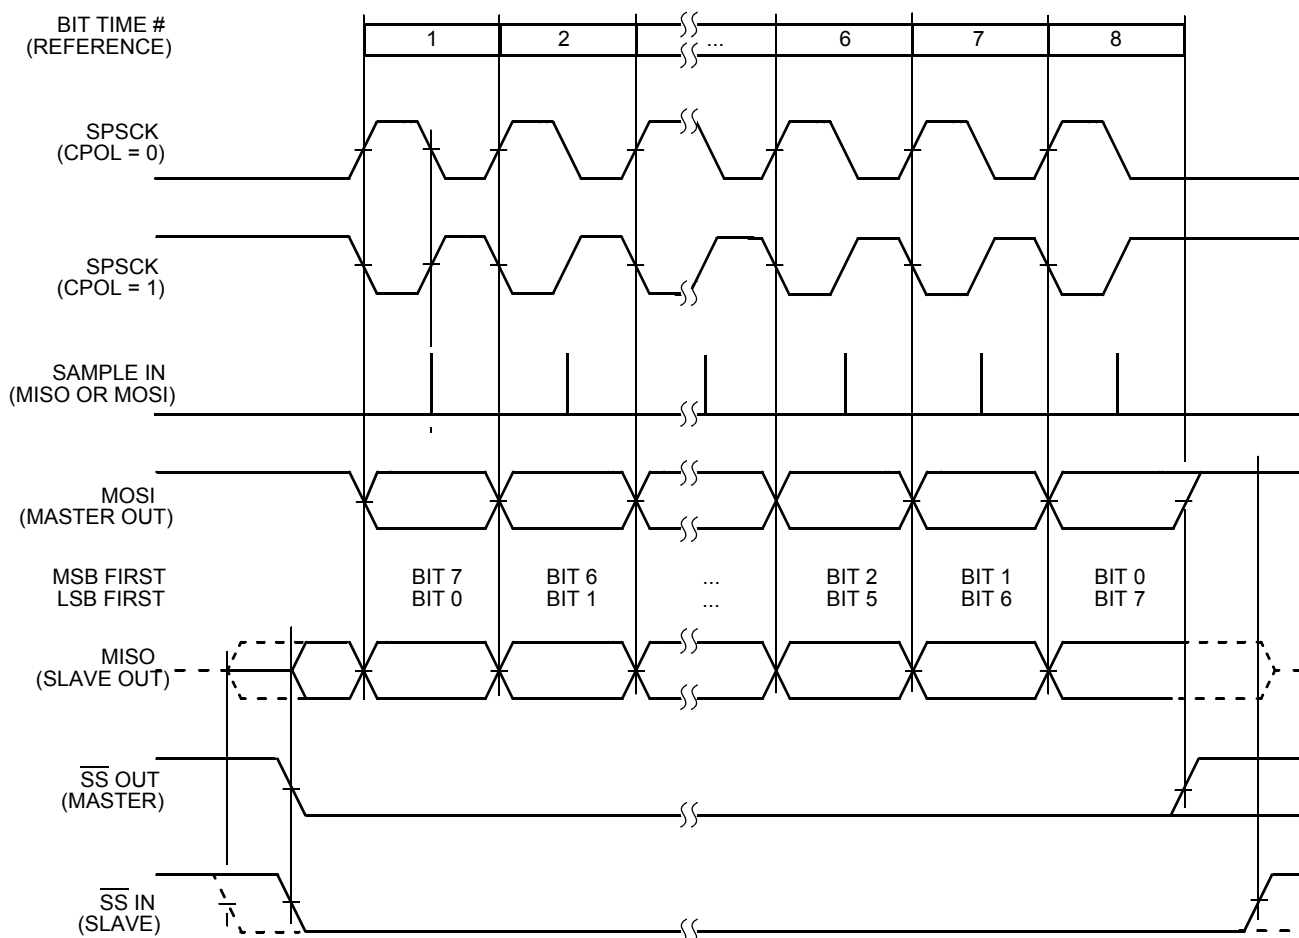 BIT TIME #
(REFERENCE)
1 2 ... 6 7 8
SPSCK
(CPOL = 0)
SPSCK
(CPOL = 1)
SAMPLE IN
(MISO OR MOSI)
MOSI
(MASTER OUT)
MSB FIRST BIT 7 BIT 6 ... BIT 2 BIT 1 BIT 0
LSB FIRST BIT 0 BIT 1 ... BIT 5 BIT 6 BIT 7
MISO
(SLAVE OUT)
S̅S̅ OUT
(MASTER)
S̅S̅ IN
(SLAVE)